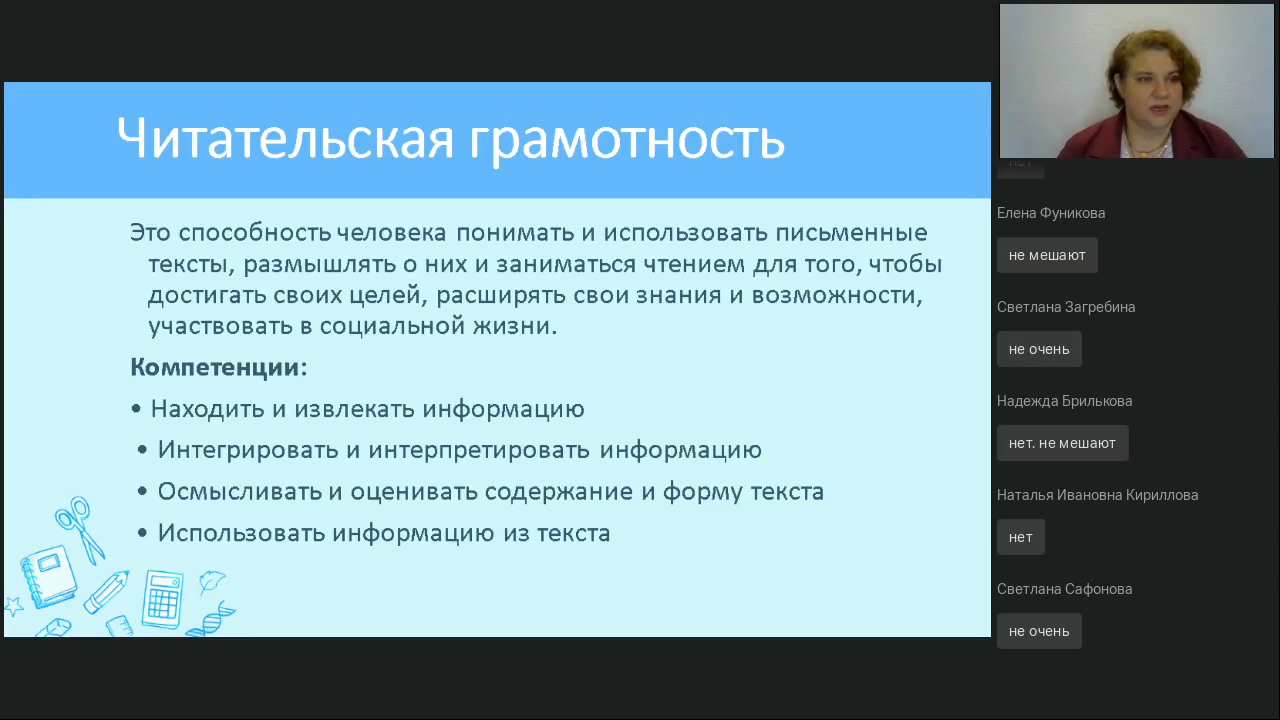 Читательская грамотность
Это способность человека понимать и использовать письменные
тексты, размышлять о них и заниматься чтением для того, чтобы
достигать своих целей, расширять свои знания и возможности,
участвовать в социальной жизни.
Компетенции:
• Находить и извлекать информацию
• Интегрировать и интерпретировать информацию
• Осмысливать и оценивать содержание и форму текста
• Использовать информацию из текста
нет
Елена Фуникова
не мешают
Светлана Загребина
не очень
Надежда Брилькова
нет. не мешают
Наталья Ивановна Кириллова
нет
Светлана Сафонова
не очень